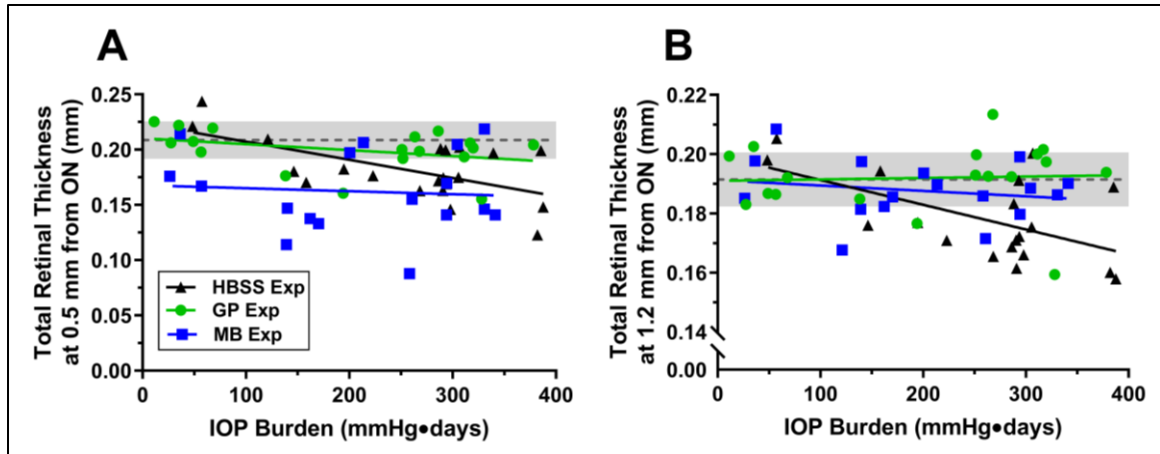 A
Total Retinal Thickness
at 0.5 mm from ON (mm)
0.25
0.20
0.15
0.10
0.05
0.00
HBSS Exp
GP Exp
MB Exp
0 100 200 300 400
IOP Burden (mmHg•days)
B
Total Retinal Thickness
at 1.2 mm from ON (mm)
0.22
0.20
0.18
0.16
0.14
0.00
0 100 200 300 400
IOP Burden (mmHg•days)